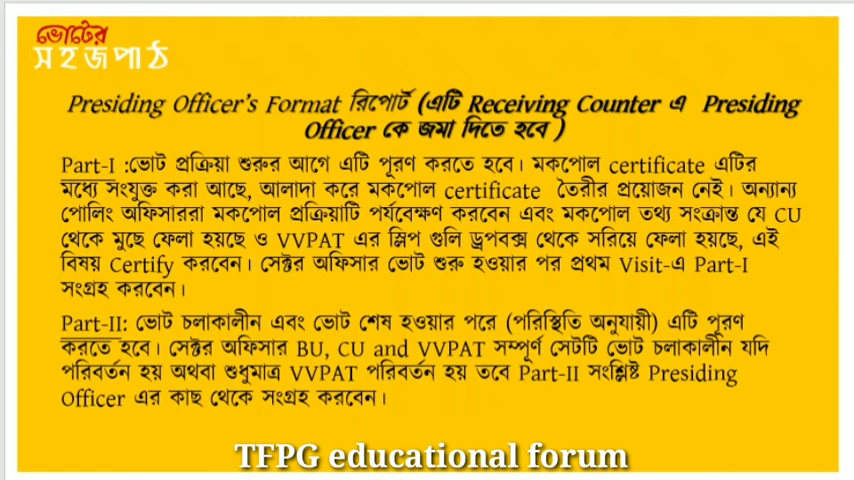 ভোটের
সহজপাঠ
Presiding Officer's Format রিপোর্ট (এটি Receiving Counter এ Presiding
Officer কে জমা দিতে হবে )
Part-I :ভোট প্রক্রিয়া শুরুর আগে এটি পূরণ করতে হবে। মকপোল certificate এটির
মধ্যে সংযুক্ত করা আছে, আলাদা করে মকপোল certificate তৈরীর প্রয়োজন নেই। অন্যান্য
পোলিং অফিসাররা মকপোল প্রক্রিয়াটি পর্যবেক্ষণ করবেন এবং মকপোল তথ্য সংক্রান্ত যে CU
থেকে মুছে ফেলা হয়ছে ও VVPAT এর স্লিপ গুলি ড্রপবক্স থেকে সরিয়ে ফেলা হয়ছে, এই
বিষয় Certify করবেন। সেক্টর অফিসার ভোট শুরু হওয়ার পর প্রথম Visit-এ Part-I
সংগ্রহ করবেন।
Part-II: ভোট চলাকালীন এবং ভোট শেষ হওয়ার পরে (পরিস্থিতি অনুযায়ী) এটি পূরণ
করতে হবে। সেক্টর অফিসার BU, CU and VVPAT সম্পূর্ণ সেটটি ভোট চলাকালীন যদি
পরিবর্তন হয় অথবা শুধুমাত্র VVPAT পরিবর্তন হয় তবে Part-II সংশ্লিষ্ট Presiding
Officer এর কাছ থেকে সংগ্রহ করবেন।
TFPG educational forum